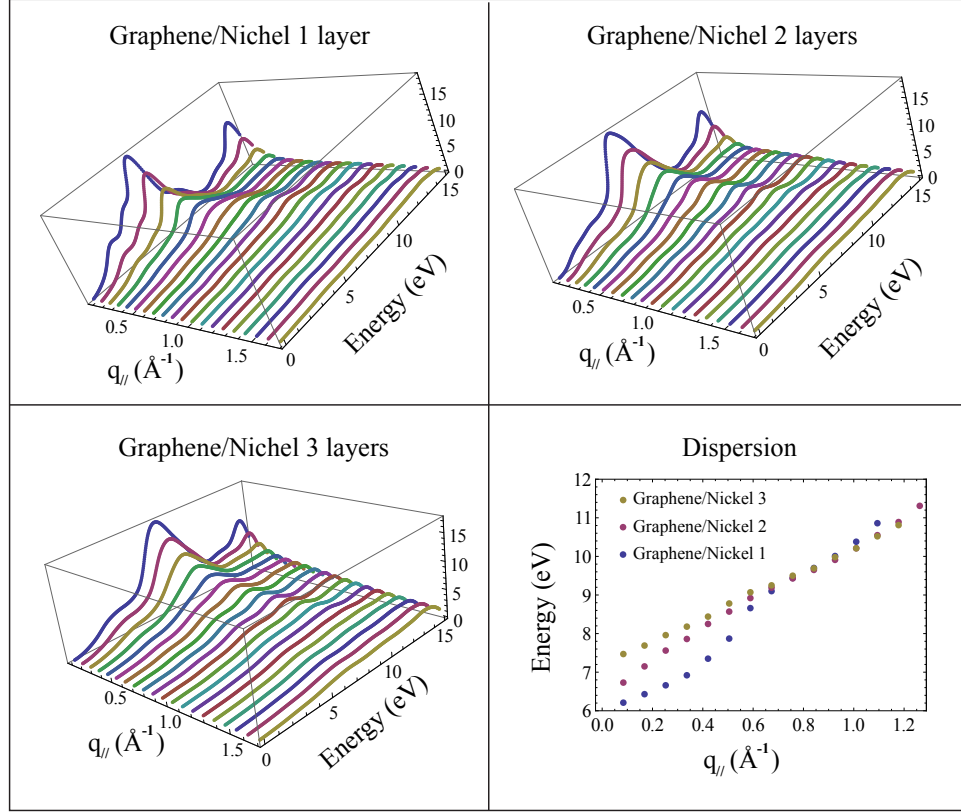 Graphene/Nichel 1 layer
15
10
5
0
15
10
5
0
0.5
1.0
1.5
q// (Å-1)
Energy (eV)
Graphene/Nichel 2 layers
15
10
5
0
15
10
5
0
0.5
1.0
1.5
q// (Å-1)
Energy (eV)
Graphene/Nichel 3 layers
15
10
5
0
15
10
5
0
0.5
1.0
1.5
q// (Å-1)
Energy (eV)
Dispersion
12
11
10
9
8
7
6
Energy (eV)
Graphene/Nickel 3
Graphene/Nickel 2
Graphene/Nickel 1
0.0 0.2 0.4 0.6 0.8 1.0 1.2
q// (Å-1)